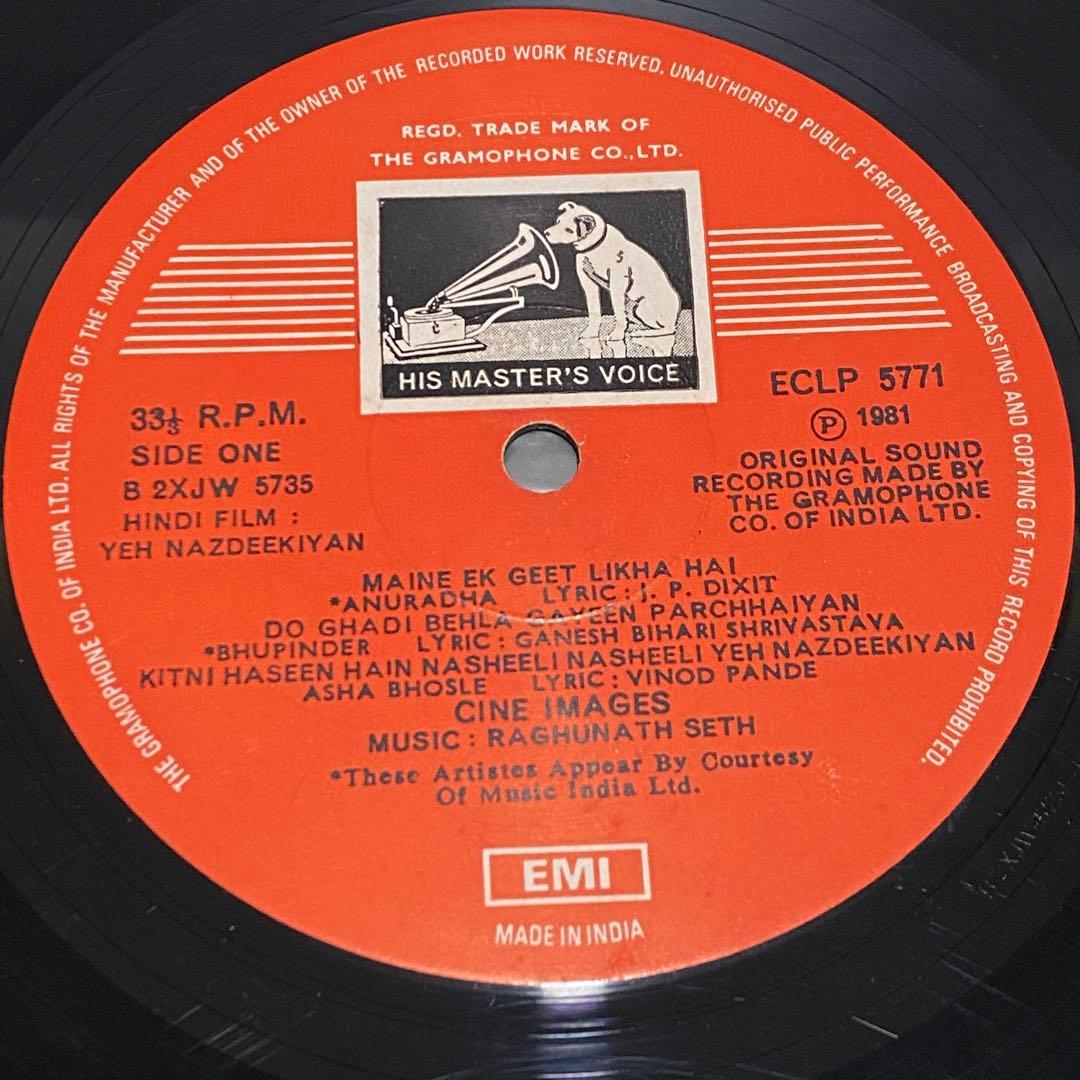 THE GRAMOPHONE CO. OF INDIA LTD. ALL RIGHTS OF THE MANUFACTURER AND OF THE OWNER OF THE RECORDED WORK RESERVED. UNAUTHORISED PUBLIC PERFORMANCE BROADCASTING AND COPYING OF THIS RECORD PROHIBITED.
REGD. TRADE MARK OF
THE GRAMOPHONE CO., LTD.
HIS MASTER'S VOICE
33⅓ R.P.M.
SIDE ONE
B 2XJW 5735
HINDI FILM :
YEH NAZDEEKIYAN
ECLP 5771
Ⓟ 1981
ORIGINAL SOUND
RECORDING MADE BY
THE GRAMOPHONE
CO. OF INDIA LTD.
MAINE EK GEET LIKHA HAI
*ANURADHA LYRIC : J. P. DIXIT
DO GHADI BEHLA GAYEEN PARCHHAIYAN
*BHUPINDER LYRIC : GANESH BIHARI SHRIVASTAVA
KITNI HASEEN HAIN NASHEELI NASHEELI YEH NAZDEEKIYAN
ASHA BHOSLE LYRIC : VINOD PANDE
CINE IMAGES
MUSIC : RAGHUNATH SETH
*These Artistes Appear By Courtesy
Of Music India Ltd.
EMI
MADE IN INDIA